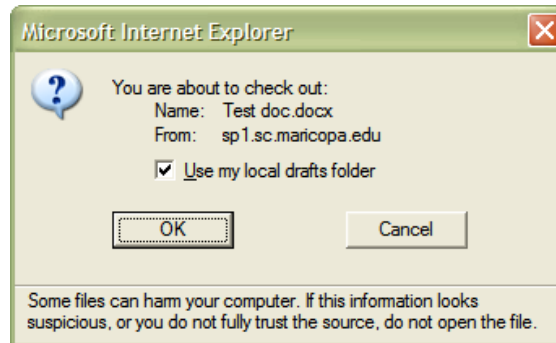 Microsoft Internet Explorer
You are about to check out:
Name: Test doc.docx
From: sp1.sc.maricopa.edu
Use my local drafts folder
OK Cancel
Some files can harm your computer. If this information looks
suspicious, or you do not fully trust the source, do not open the file.